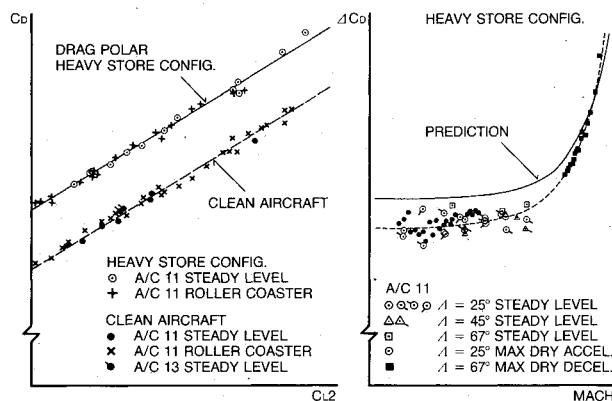 CD
DRAG POLAR
HEAVY STORE CONFIG.
CLEAN AIRCRAFT
HEAVY STORE CONFIG.
⊙ A/C 11 STEADY LEVEL
+ A/C 11 ROLLER COASTER
CLEAN AIRCRAFT
● A/C 11 STEADY LEVEL
× A/C 11 ROLLER COASTER
● A/C 13 STEADY LEVEL
CL2
ΔCD
HEAVY STORE CONFIG.
PREDICTION
A/C 11
Λ = 25° STEADY LEVEL
Λ = 45° STEADY LEVEL
Λ = 67° STEADY LEVEL
Λ = 25° MAX DRY ACCEL.
Λ = 67° MAX DRY DECEL.
MACH